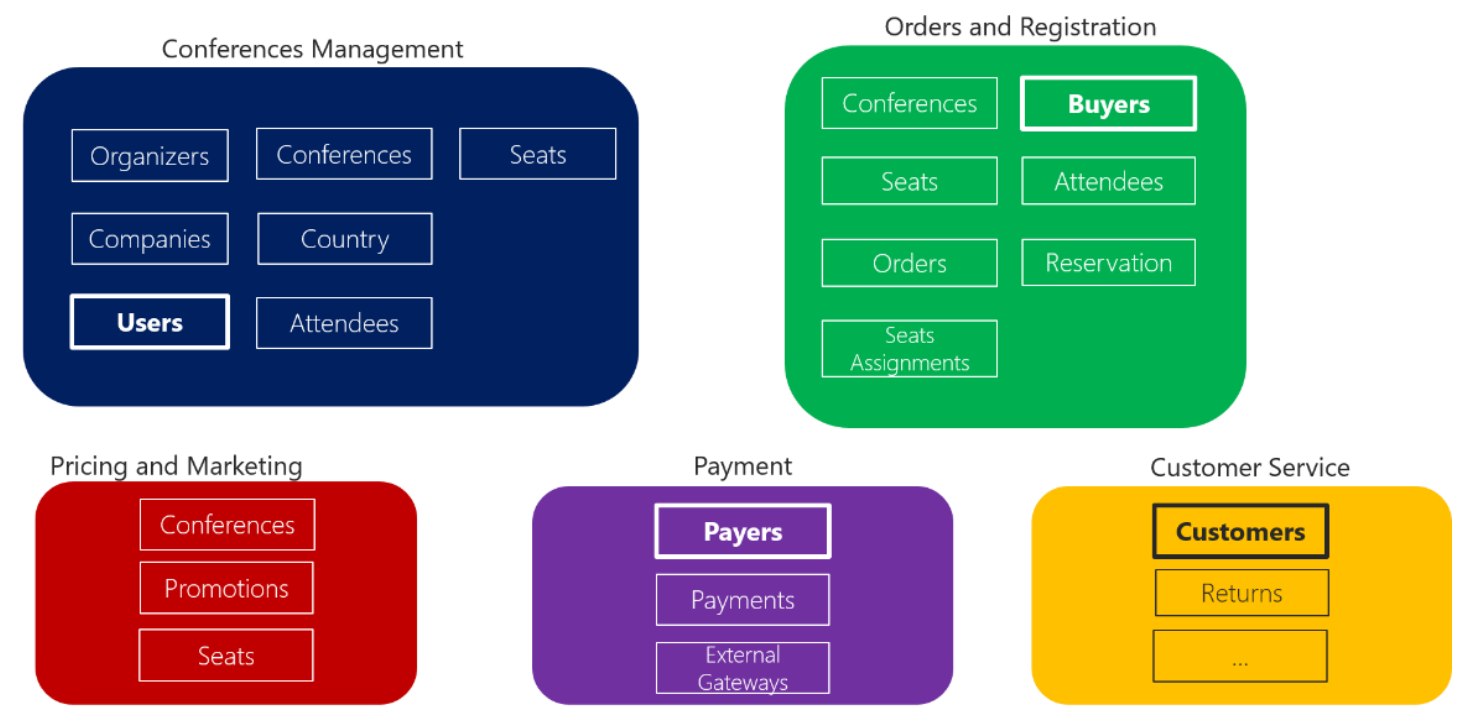 Conferences Management
Organizers
Conferences
Seats
Companies
Country
Users
Attendees
Orders and Registration
Conferences
Buyers
Seats
Attendees
Orders
Reservation
Seats
Assignments
Pricing and Marketing
Conferences
Promotions
Seats
Payment
Payers
Payments
External
Gateways
Customer Service
Customers
Returns
...